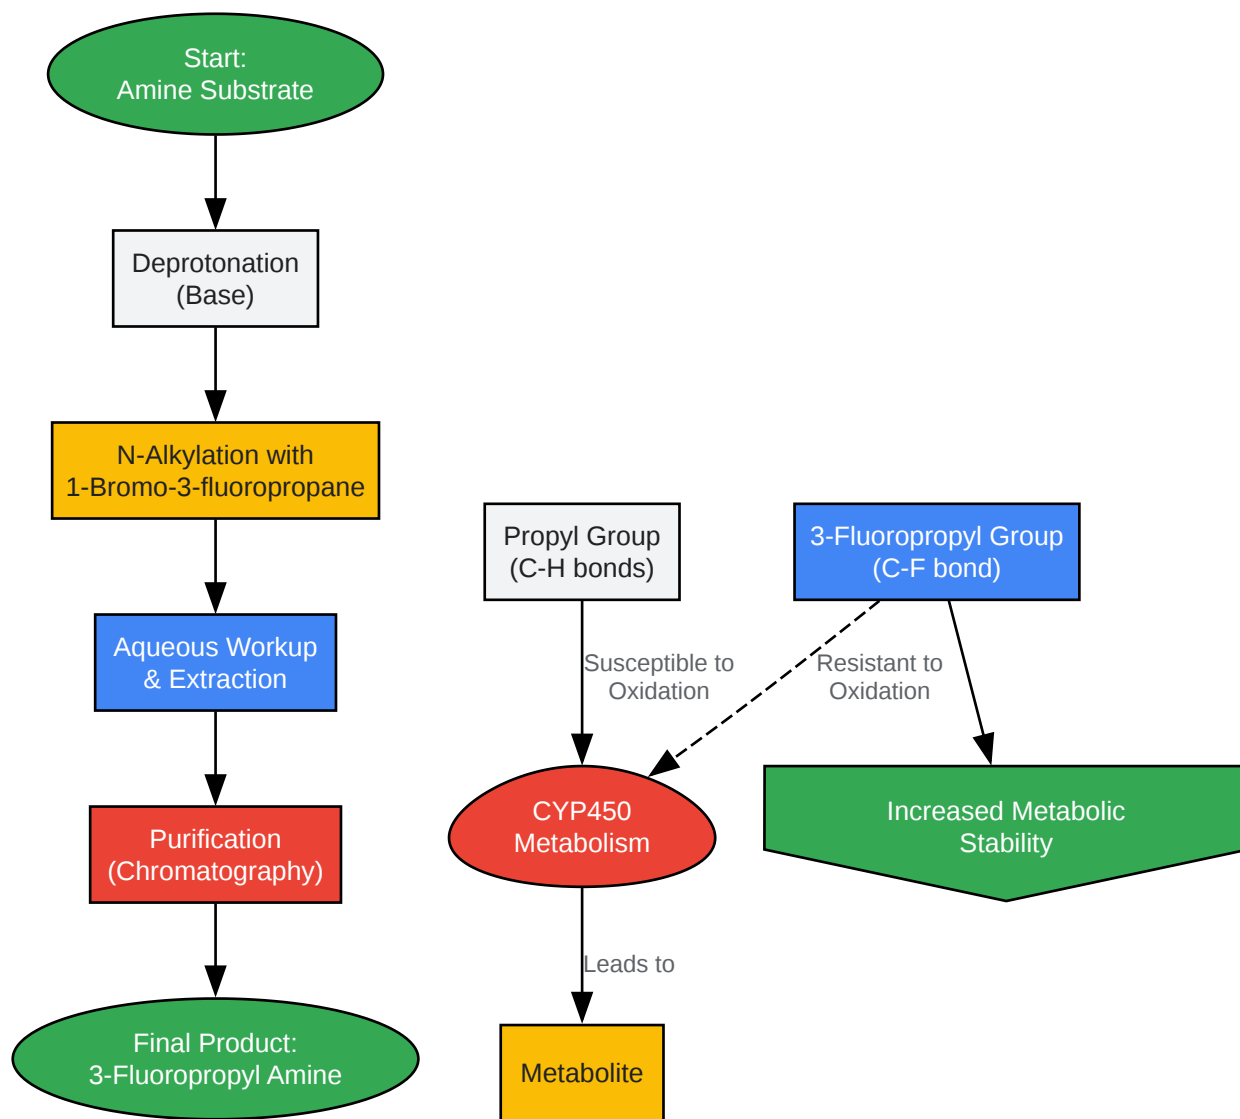 Start:
Amine Substrate
Deprotonation
(Base)
N-Alkylation with
1-Bromo-3-fluoropropane
Aqueous Workup
& Extraction
Purification
(Chromatography)
Final Product:
3-Fluoropropyl Amine
Propyl Group
(C-H bonds)
3-Fluoropropyl Group
(C-F bond)
Susceptible to
Oxidation
Resistant to
Oxidation
CYP450
Metabolism
Increased Metabolic
Stability
Leads to
Metabolite